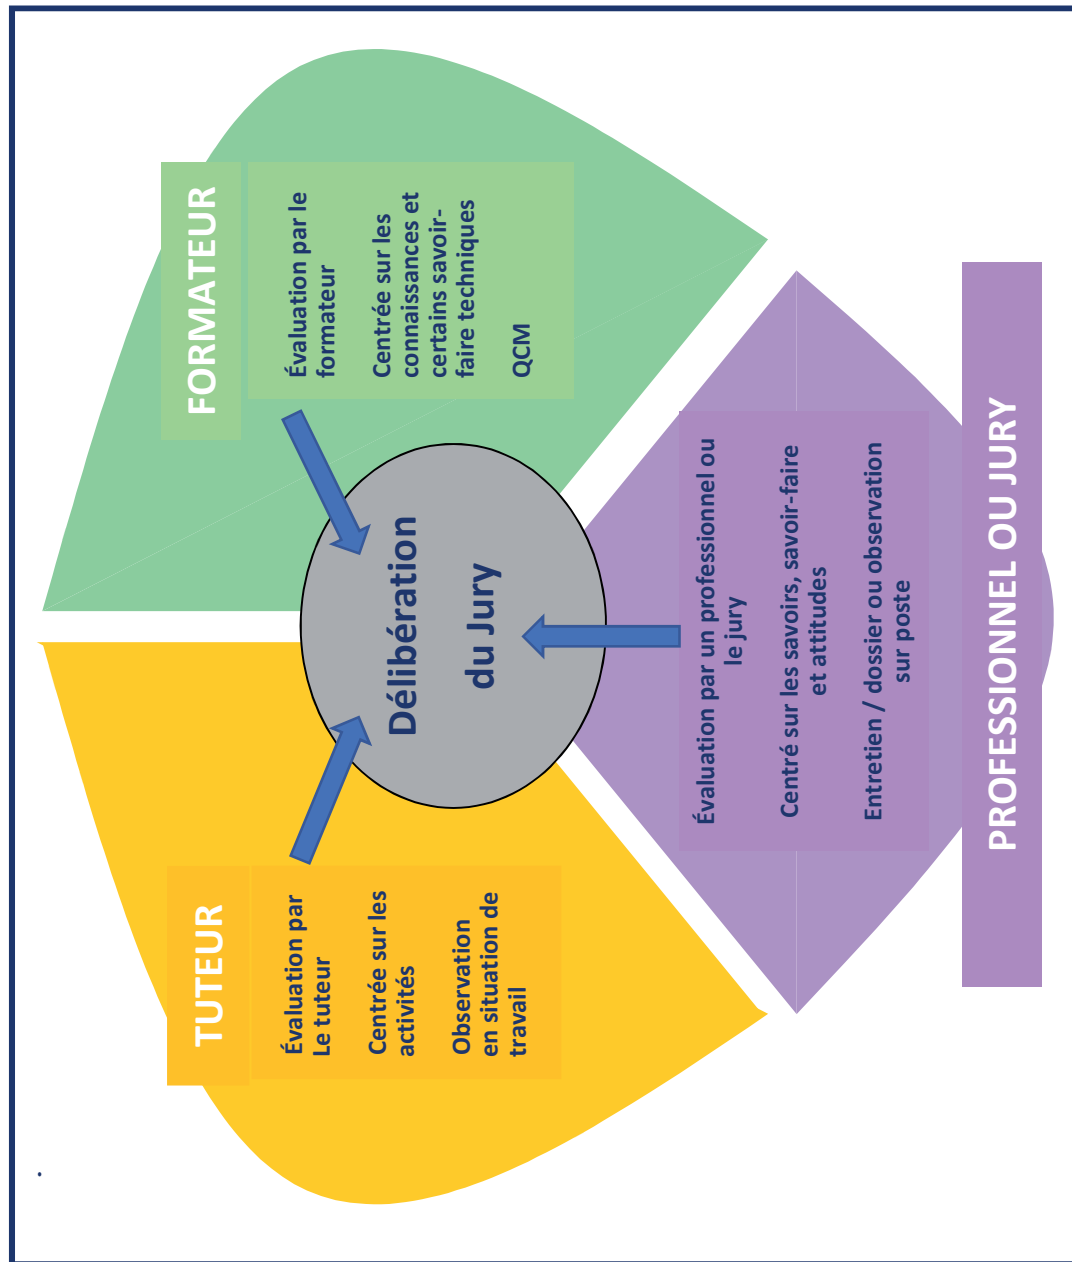 TUTEUR
Évaluation par
Le tuteur
Centrée sur les
activités
Observation
en situation de
travail
FORMATEUR
Évaluation par le
formateur
Centrée sur les
connaissances et
certains savoir-
faire techniques
QCM
Délibération
du Jury
Évaluation par un professionnel ou
le jury
Centré sur les savoirs, savoir-faire
et attitudes
Entretien / dossier ou observation
sur poste
PROFESSIONNEL OU JURY